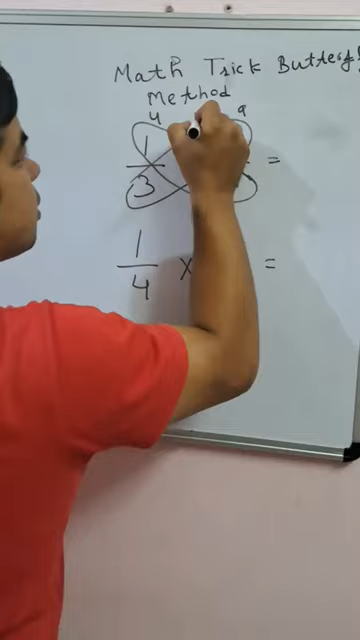 Math Trick Butterfly
Method
4 9
1
3 =
1
4 × =